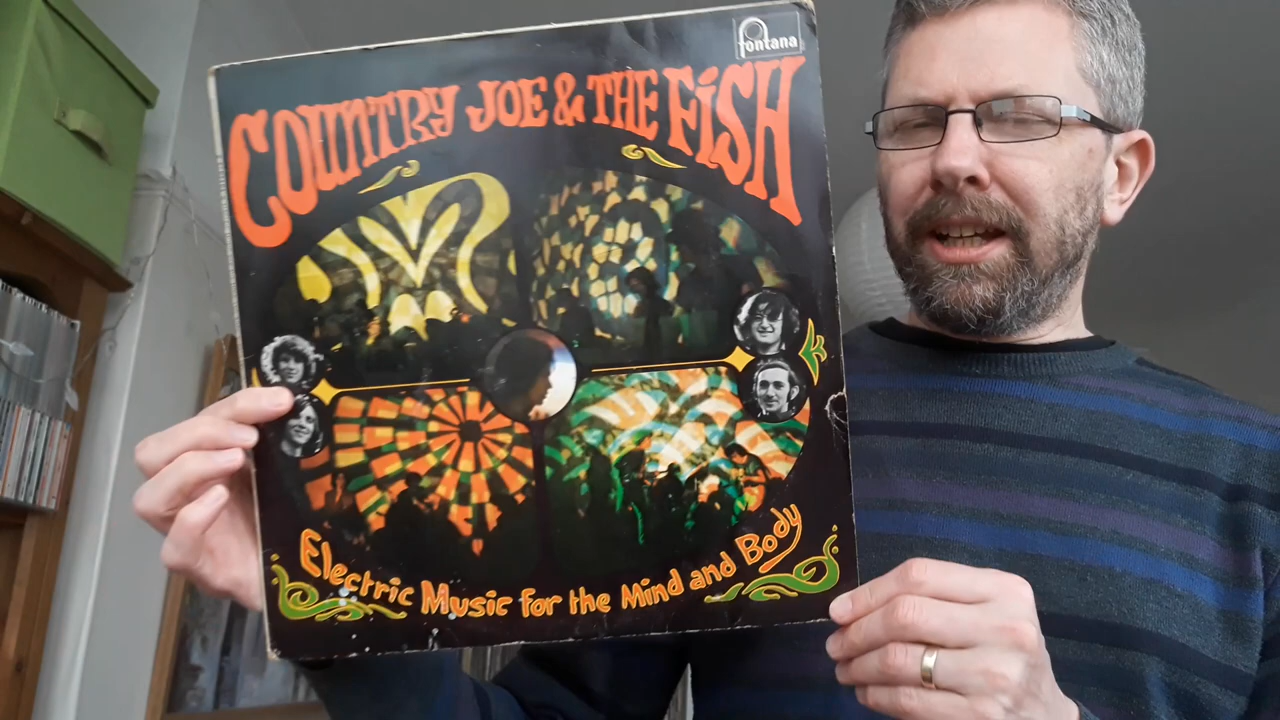 fontana
COUNTRY JOE & THE FiSH
Electric Music for the Mind and Body